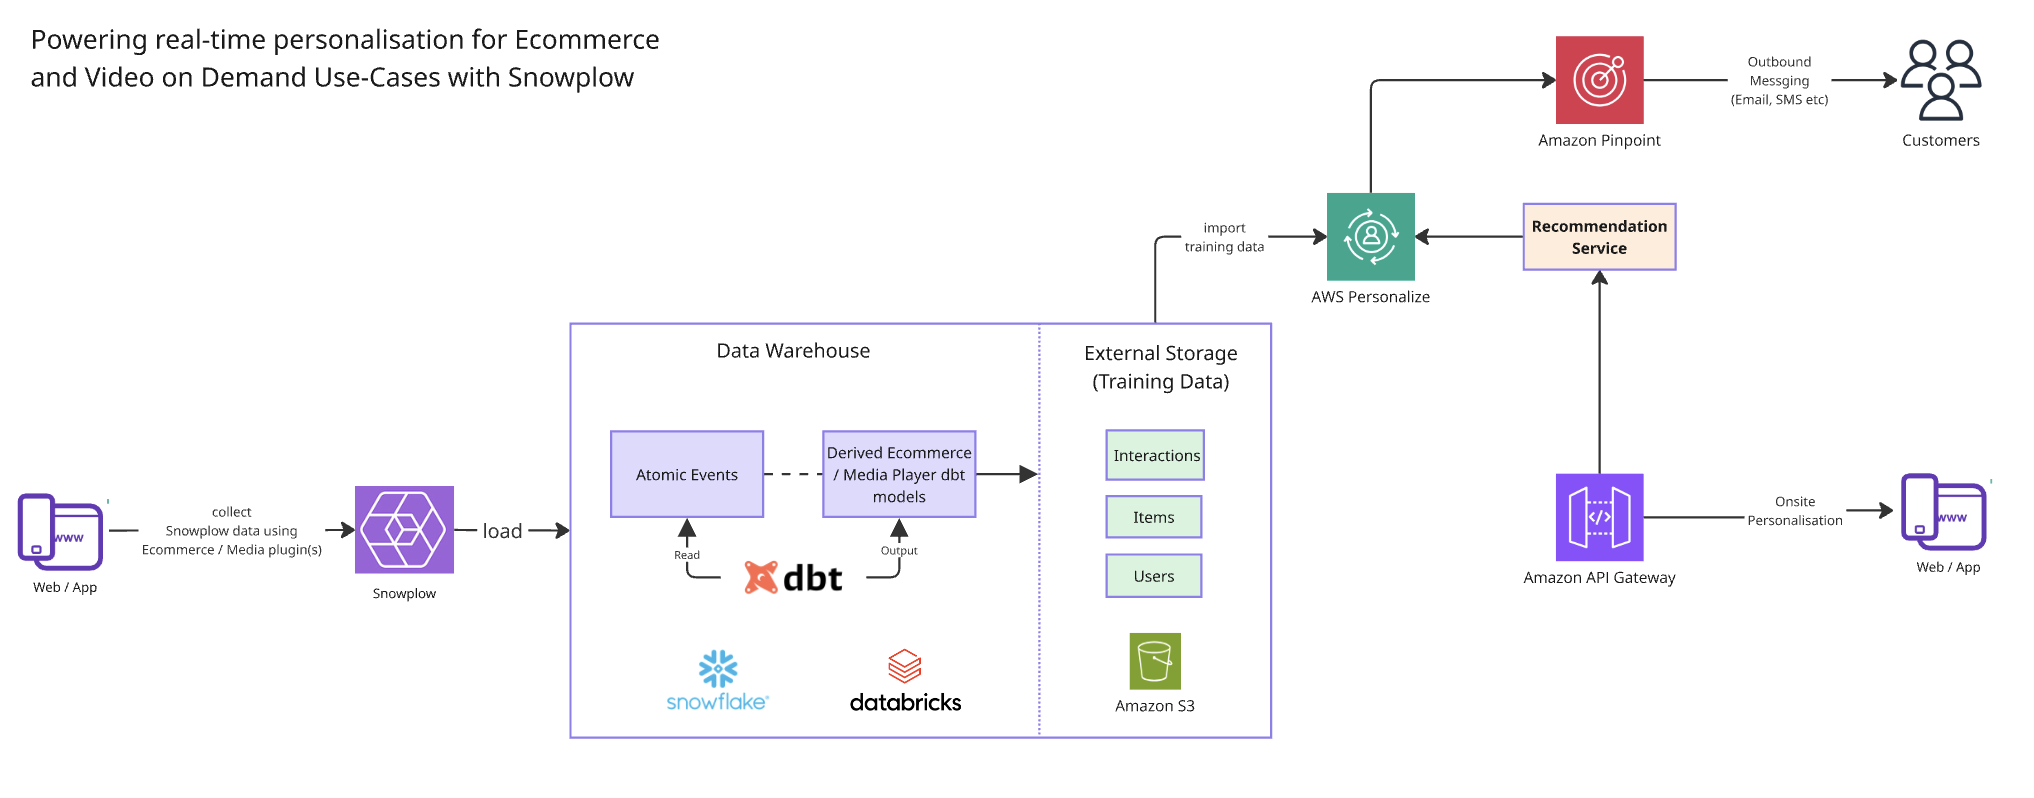 Powering real-time personalisation for Ecommerce
and Video on Demand Use-Cases with Snowplow
Outbound
Messging
(Email, SMS etc)
Amazon Pinpoint
Customers
import
training data
AWS Personalize
Recommendation
Service
Data Warehouse
External Storage
(Training Data)
Atomic Events
Derived Ecommerce
/ Media Player dbt
models
Interactions
Items
Users
Read
Output
dbt
snowflake®
databricks
Amazon S3
www
Web / App
collect
Snowplow data using
Ecommerce / Media plugin(s)
Snowplow
load
</>
Amazon API Gateway
Onsite
Personalisation
www
Web / App